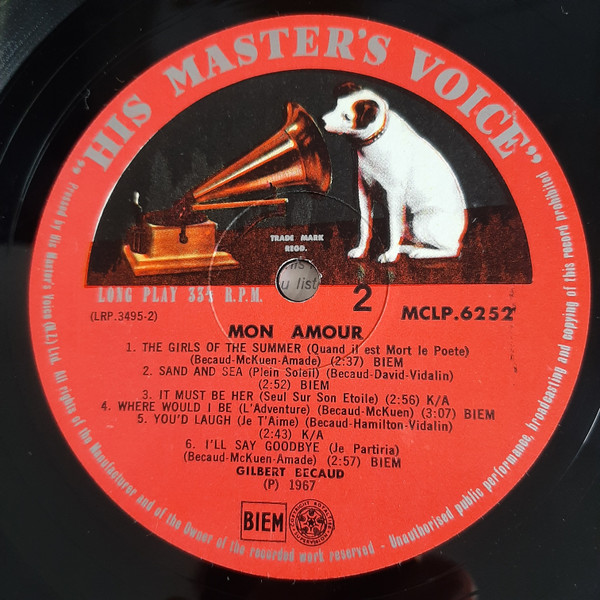 "HIS MASTER'S VOICE"
TRADE MARK
REGD.
LONG PLAY 33⅓ R.P.M.
2
MCLP.6252
(LRP.3495-2)
MON AMOUR
1. THE GIRLS OF THE SUMMER (Quand il est Mort le Poete)
(Becaud-McKuen-Amade) (2:37) BIEM
2. SAND AND SEA (Plein Soleil) (Becaud-David-Vidalin)
(2:52) BIEM
3. IT MUST BE HER (Seul Sur Son Etoile) (2:56) K/A
4. WHERE WOULD I BE (L'Adventure) (Becaud-McKuen) (3:07) BIEM
5. YOU'D LAUGH (Je T'Aime) (Becaud-Hamilton-Vidalin)
(2:43) K/A
6. I'LL SAY GOODBYE (Je Partiria)
(Becaud-McKuen-Amade) (2:57) BIEM
GILBERT BECAUD
(P) 1967
BIEM
Pressed by His Master's Voice (N.Z.) Ltd. All rights of the Manufacturer and of the Owner of the recorded work reserved - Unauthorised public performance, broadcasting and copying of this record prohibited